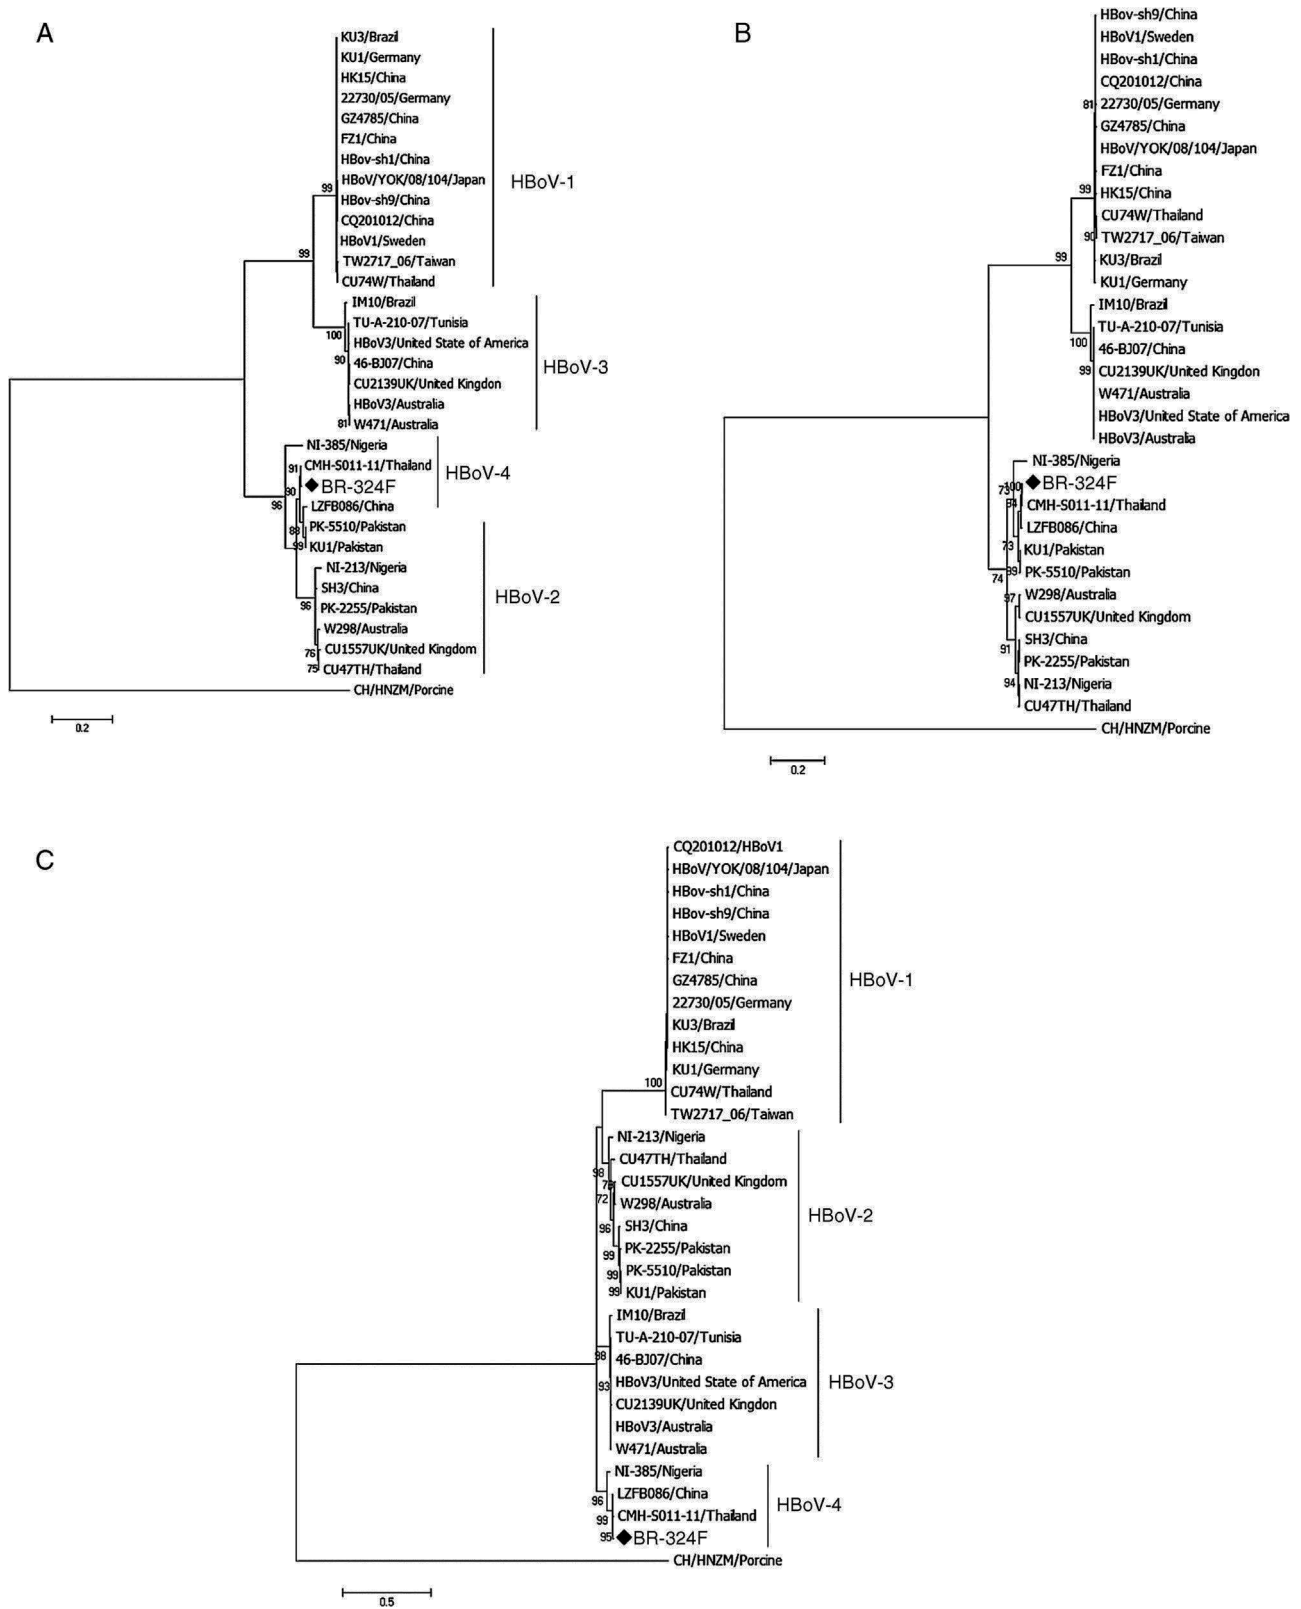 A
KU3/Brazil
KU1/Germany
HK15/China
22730/05/Germany
GZ4785/China
FZ1/China
HBov-sh1/China
HBoV/YOK/08/104/Japan
99
HBov-sh9/China
CQ201012/China
HBoV1/Sweden
TW2717_06/Taiwan
99
CU74W/Thailand
HBoV-1
IM10/Brazil
TU-A-210-07/Tunisia
100
HBoV3/United State of America
46-BJ07/China
90
CU2139UK/United Kingdon
HBoV3/Australia
W471/Australia
81
HBoV-3
NI-385/Nigeria
CMH-S011-11/Thailand
91
BR-324F
90
96
LZFB086/China
HBoV-4
PK-5510/Pakistan
88
KU1/Pakistan
99
NI-213/Nigeria
SH3/China
PK-2255/Pakistan
96
W298/Australia
CU1557UK/United Kingdom
76
CU47TH/Thailand
75
HBoV-2
CH/HNZM/Porcine
0.2
B
HBov-sh9/China
HBoV1/Sweden
HBov-sh1/China
CQ201012/China
81
22730/05/Germany
GZ4785/China
HBoV/YOK/08/104/Japan
FZ1/China
99
HK15/China
CU74W/Thailand
90
TW2717_06/Taiwan
99
KU3/Brazil
KU1/Germany
IM10/Brazil
TU-A-210-07/Tunisia
100
46-BJ07/China
99
CU2139UK/United Kingdon
W471/Australia
HBoV3/United State of America
HBoV3/Australia
NI-385/Nigeria
100
BR-324F
73
94
CMH-S011-11/Thailand
LZFB086/China
73
KU1/Pakistan
99
PK-5510/Pakistan
74
97
W298/Australia
CU1557UK/United Kingdom
SH3/China
91
PK-2255/Pakistan
94
NI-213/Nigeria
CU47TH/Thailand
CH/HNZM/Porcine
0.2
C
CQ201012/HBoV1
HBoV/YOK/08/104/Japan
HBov-sh1/China
HBov-sh9/China
HBoV1/Sweden
FZ1/China
GZ4785/China
22730/05/Germany
KU3/Brazil
HK15/China
KU1/Germany
100
CU74W/Thailand
TW2717_06/Taiwan
HBoV-1
NI-213/Nigeria
CU47TH/Thailand
98
CU1557UK/United Kingdom
72
W298/Australia
SH3/China
96
PK-2255/Pakistan
99
PK-5510/Pakistan
99
KU1/Pakistan
99
HBoV-2
IM10/Brazil
TU-A-210-07/Tunisia
98
46-BJ07/China
HBoV3/United State of America
93
CU2139UK/United Kingdon
HBoV3/Australia
W471/Australia
HBoV-3
NI-385/Nigeria
LZFB086/China
96
CMH-S011-11/Thailand
99
BR-324F
95
HBoV-4
CH/HNZM/Porcine
0.5